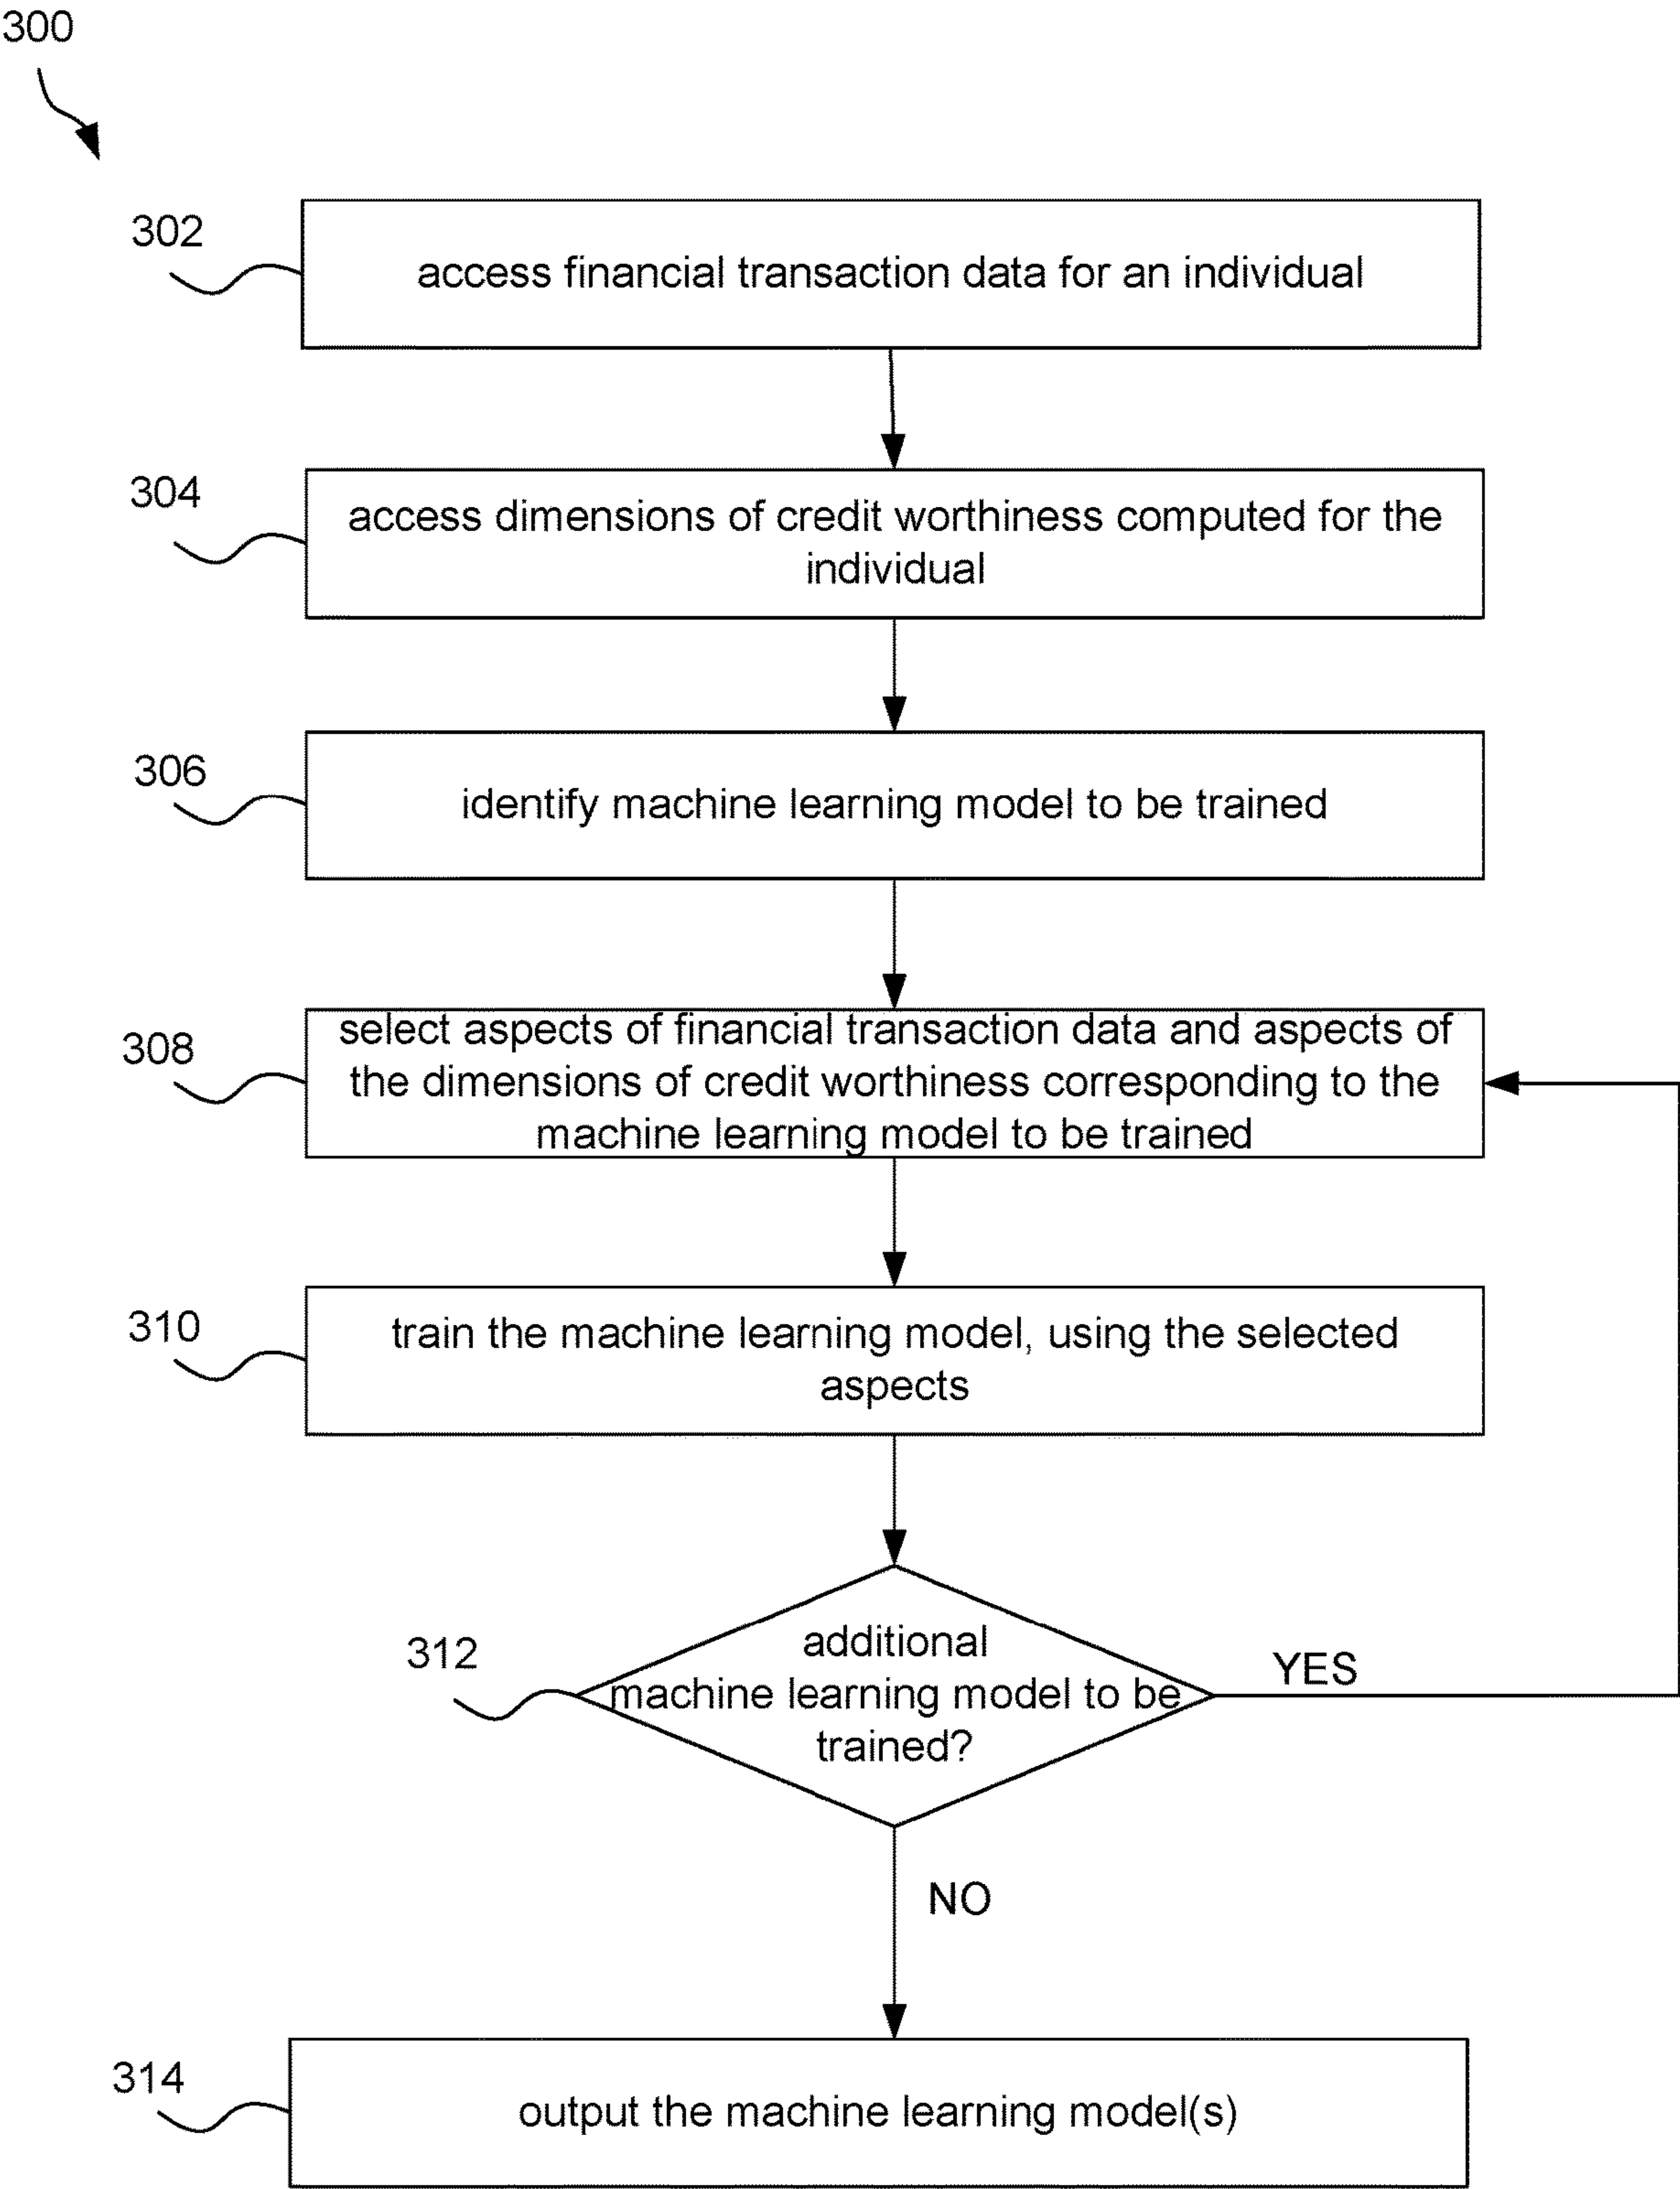 300
302
access financial transaction data for an individual
304
access dimensions of credit worthiness computed for the
individual
306
identify machine learning model to be trained
308
select aspects of financial transaction data and aspects of
the dimensions of credit worthiness corresponding to the
machine learning model to be trained
310
train the machine learning model, using the selected
aspects
312
additional
machine learning model to be
trained?
YES
NO
314
output the machine learning model(s)